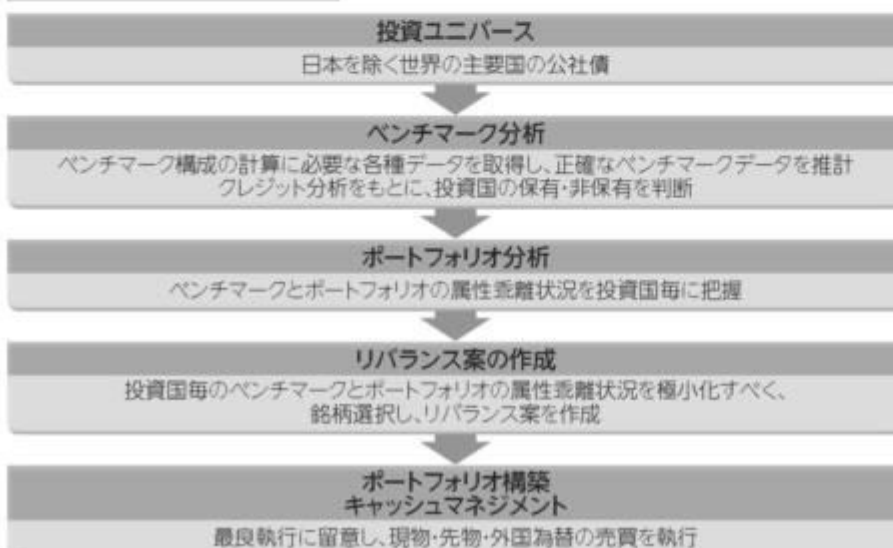 投資ユニバース
日本を除く世界の主要国の公社債
ベンチマーク分析
ベンチマーク構成の計算に必要な各種データを取得し、正確なベンチマークデータを推計
クレジット分析をもとに、投資国の保有・非保有を判断
ポートフォリオ分析
ベンチマークとポートフォリオの属性乖離状況を投資国毎に把握
リバランス案の作成
投資国毎のベンチマークとポートフォリオの属性乖離状況を極小化すべく、
銘柄選択し、リバランス案を作成
ポートフォリオ構築
キャッシュマネジメント
最良執行に留意し、現物・先物・外国為替の売買を執行